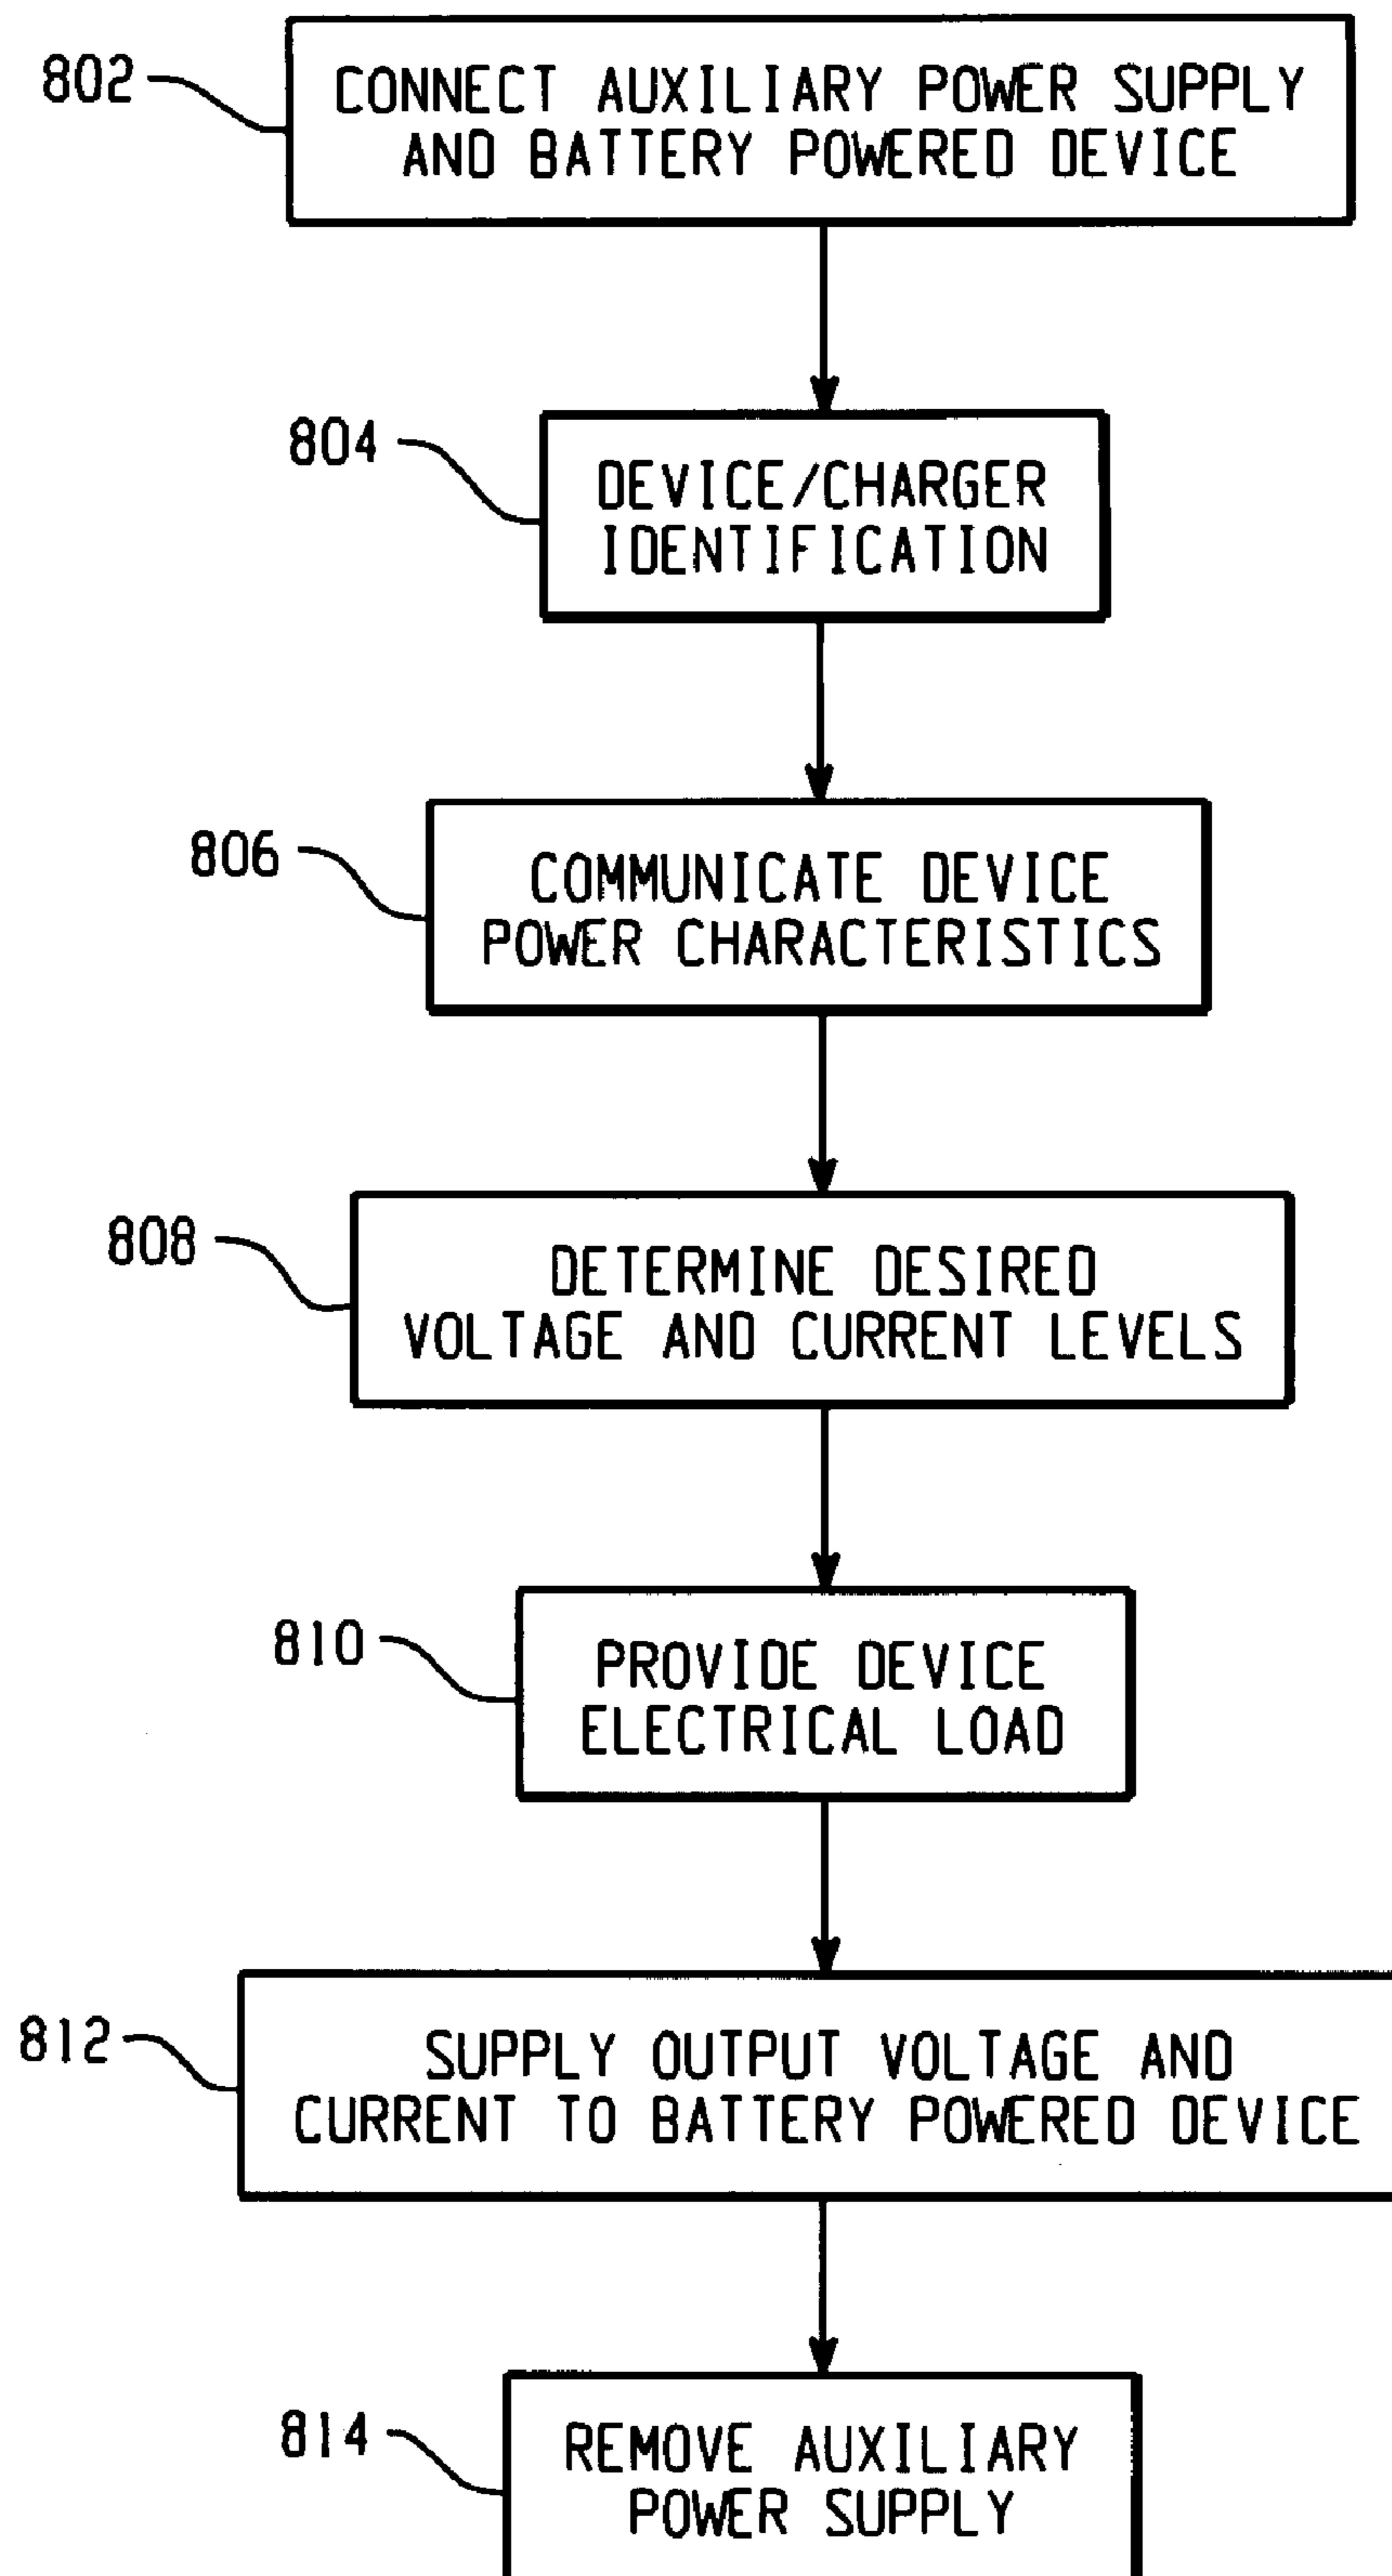 802
CONNECT AUXILIARY POWER SUPPLY
AND BATTERY POWERED DEVICE
804
DEVICE/CHARGER
IDENTIFICATION
806
COMMUNICATE DEVICE
POWER CHARACTERISTICS
808
DETERMINE DESIRED
VOLTAGE AND CURRENT LEVELS
810
PROVIDE DEVICE
ELECTRICAL LOAD
812
SUPPLY OUTPUT VOLTAGE AND
CURRENT TO BATTERY POWERED DEVICE
814
REMOVE AUXILIARY
POWER SUPPLY